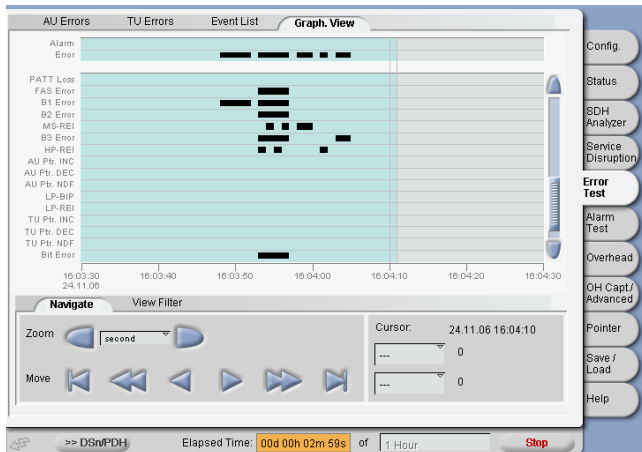 AU Errors TU Errors Event List Graph. View
Alarm
Error
PATT Loss
FAS Error
B1 Error
B2 Error
MS-REI
B3 Error
HP-REI
AU Ptr. INC
AU Ptr. DEC
AU Ptr. NDF
LP-BIP
LP-REI
TU Ptr. INC
TU Ptr. DEC
TU Ptr. NDF
Bit Error
16:03:30 16:03:40 16:03:50 16:04:00 16:04:10 16:04:20 16:04:30
24.11.06
Navigate View Filter
Zoom second
Move
Cursor: 24.11.06 16:04:10
--- 0
--- 0
Config.
Status
SDH
Analyzer
Service
Disruption
Error
Test
Alarm
Test
Overhead
OH Capt./
Advanced
Pointer
Save /
Load
Help
>> DSn/PDH Elapsed Time: 00d 00h 02m 59s of 1 Hour Stop